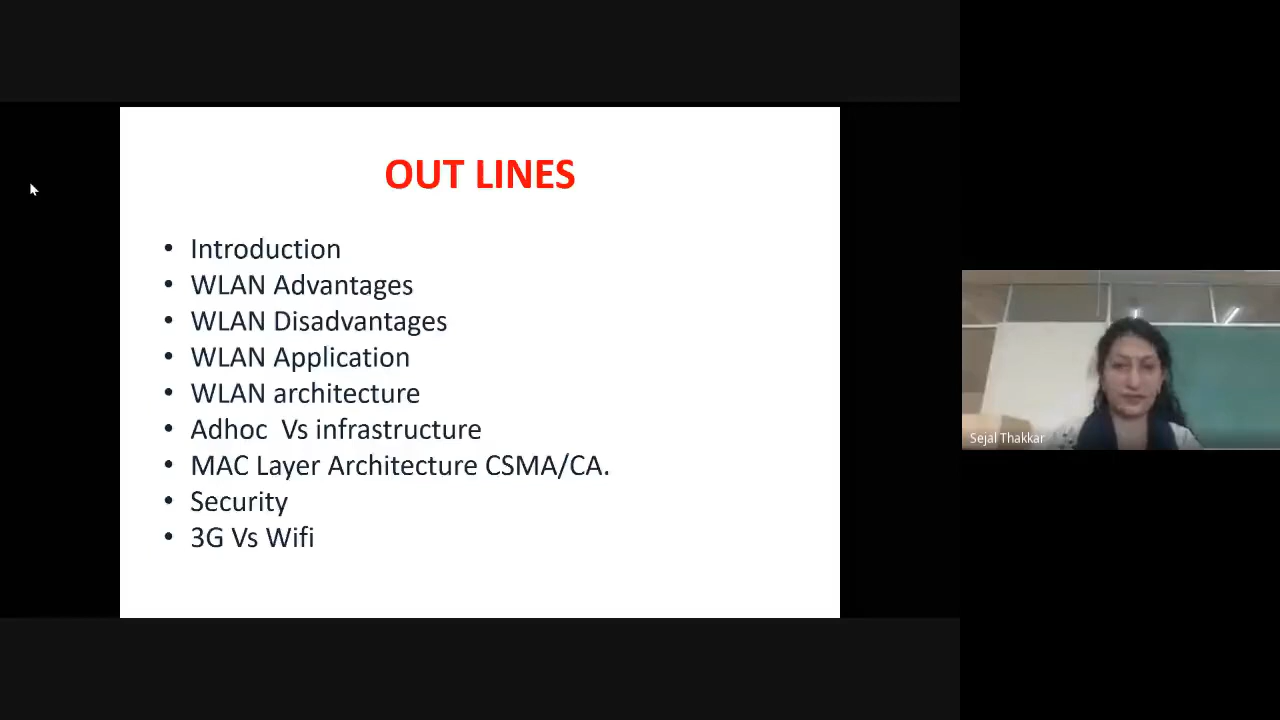 OUT LINES
• Introduction
• WLAN Advantages
• WLAN Disadvantages
• WLAN Application
• WLAN architecture
• Adhoc  Vs infrastructure
• MAC Layer Architecture CSMA/CA.
• Security
• 3G Vs Wifi
Sejal Thakkar